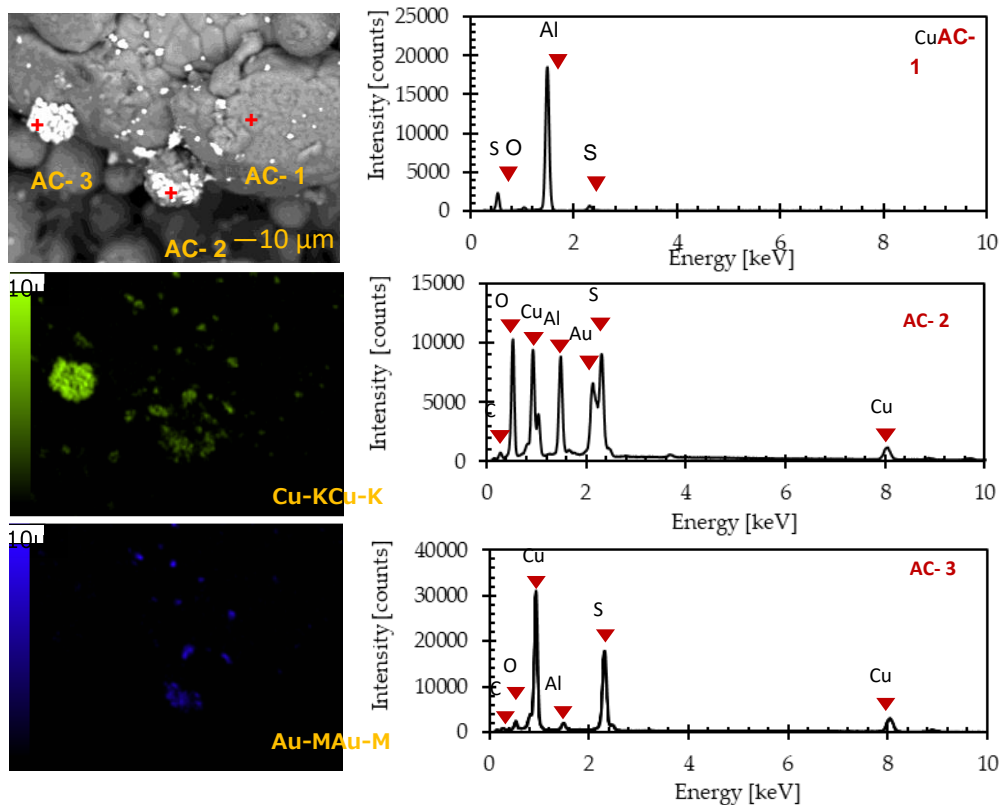 AC- 3
AC- 1
AC- 2
10 μm
10μ
Cu-KCu-K
10μ
Au-MAu-M
25000
20000
15000
10000
5000
0
Intensity [counts]
Al
S O
S
CuAC-
1
0
2
4
6
8
10
Energy [keV]
15000
10000
5000
0
Intensity [counts]
C
O
Cu
Al
Au
S
Cu
AC- 2
0
2
4
6
8
10
Energy [keV]
40000
30000
20000
10000
0
Intensity [counts]
C
O
Cu
Al
S
Cu
AC- 3
0
2
4
6
8
10
Energy [keV]